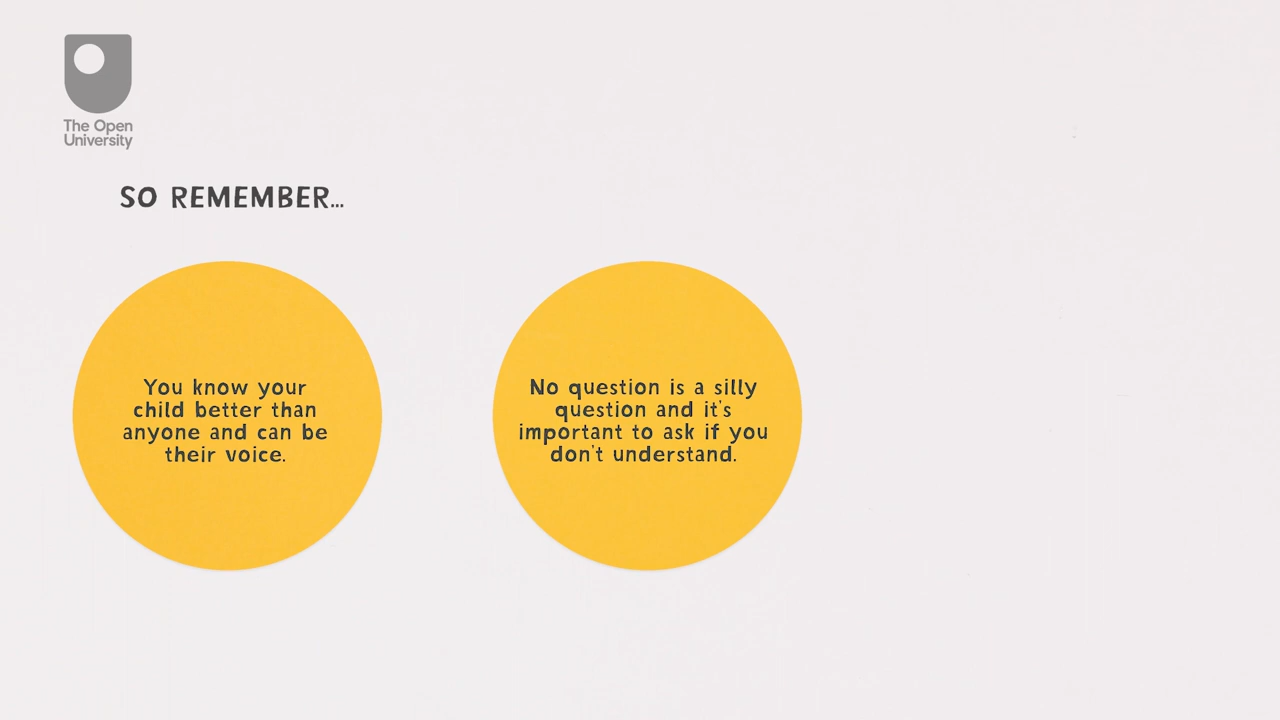 The Open
University
SO REMEMBER...
You know your
child better than
anyone and can be
their voice.
No question is a silly
question and it's
important to ask if you
don't understand.